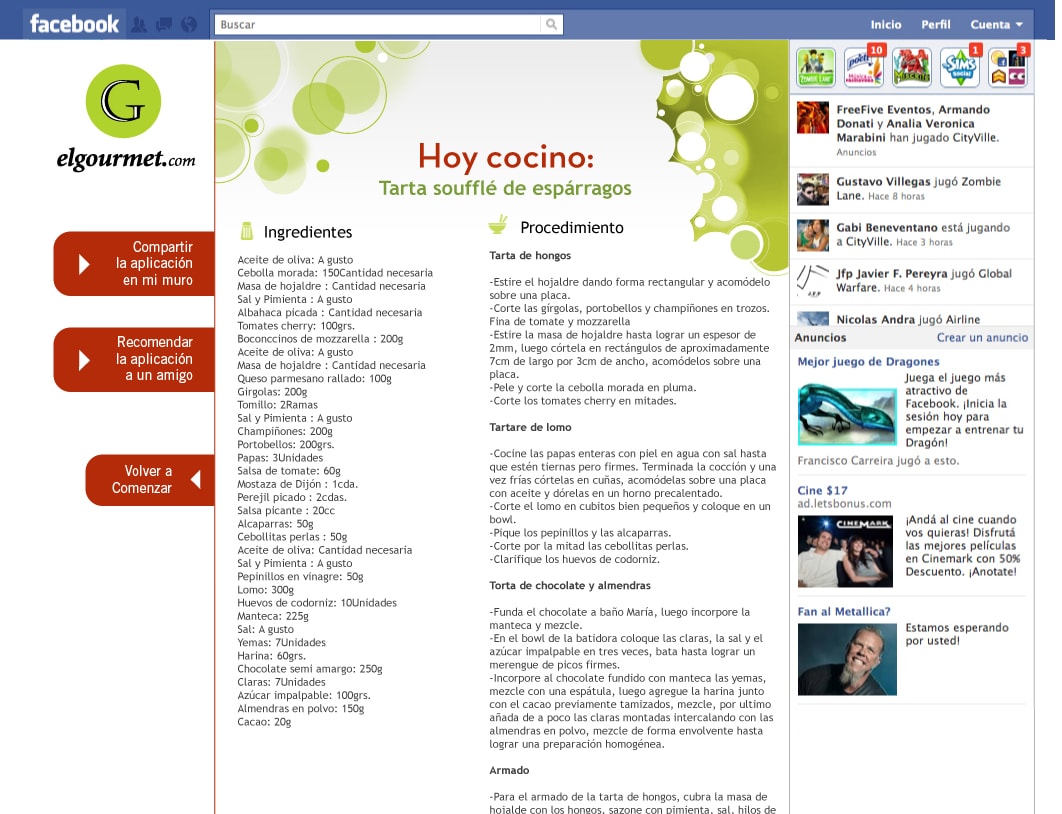 facebook
Buscar
Inicio Perfil Cuenta
G
elgourmet.com
Compartir
la aplicación
en mi muro
Recomendar
la aplicación
a un amigo
Volver a
Comenzar
Hoy cocino:
Tarta soufflé de espárragos
Ingredientes
Aceite de oliva: A gusto
Cebolla morada: 150Cantidad necesaria
Masa de hojaldre : Cantidad necesaria
Sal y Pimienta : A gusto
Albahaca picada : Cantidad necesaria
Tomates cherry: 100grs.
Boconccinos de mozzarella : 200g
Aceite de oliva: A gusto
Masa de hojaldre : Cantidad necesaria
Queso parmesano rallado: 100g
Girgolas: 200g
Tomillo: 2Ramas
Sal y Pimienta : A gusto
Champiñones: 200g
Portobellos: 200grs.
Papas: 3Unidades
Salsa de tomate: 60g
Mostaza de Dijón : 1cda.
Perejil picado : 2cdas.
Salsa picante : 20cc
Alcaparras: 50g
Cebollitas perlas : 50g
Aceite de oliva: Cantidad necesaria
Sal y Pimienta : A gusto
Pepinillos en vinagre: 50g
Lomo: 300g
Huevos de codorniz: 10Unidades
Manteca: 225g
Sal: A gusto
Yemas: 7Unidades
Harina: 60grs.
Chocolate semi amargo: 250g
Claras: 7Unidades
Azúcar impalpable: 100grs.
Almendras en polvo: 150g
Cacao: 20g
Procedimiento
Tarta de hongos
-Estire el hojaldre dando forma rectangular y acomódelo
sobre una placa.
-Corte las gírgolas, portobellos y champiñones en trozos.
Fina de tomate y mozzarella
-Estire la masa de hojaldre hasta lograr un espesor de
2mm, luego córtela en rectángulos de aproximadamente
7cm de largo por 3cm de ancho, acomódelos sobre una
placa.
-Pele y corte la cebolla morada en pluma.
-Corte los tomates cherry en mitades.
Tartare de lomo
-Cocine las papas enteras con piel en agua con sal hasta
que estén tiernas pero firmes. Terminada la cocción y una
vez frías córtelas en cuñas, acomódelas sobre una placa
con aceite y dórelas en un horno precalentado.
-Corte el lomo en cubitos bien pequeños y coloque en un
bowl.
-Pique los pepinillos y las alcaparras.
-Corte por la mitad las cebollitas perlas.
-Clarifique los huevos de codorniz.
Torta de chocolate y almendras
-Funda el chocolate a baño María, luego incorpore la
manteca y mezcle.
-En el bowl de la batidora coloque las claras, la sal y el
azúcar impalpable en tres veces, bata hasta lograr un
merengue de picos firmes.
-Incorpore al chocolate fundido con manteca las yemas,
mezcle con una espátula, luego agregue la harina junto
con el cacao previamente tamizados, mezcle, por ultimo
añada de a poco las claras montadas intercalando con las
almendras en polvo, mezcle de forma envolvente hasta
lograr una preparación homogénea.
Armado
-Para el armado de la tarta de hongos, cubra la masa de
hojalde con los hongos, sazone con pimienta, sal, hilos de
10 1 3
ZOMBIE LANE
poett
SIMS
social
FreeFive Eventos, Armando
Donati y Analia Veronica
Marabini han jugado CityVille.
Anuncios
Gustavo Villegas jugó Zombie
Lane. Hace 8 horas
Gabi Beneventano está jugando
a CityVille. Hace 3 horas
Jfp Javier F. Pereyra jugó Global
Warfare. Hace 4 horas
Nicolas Andra jugó Airline
Anuncios Crear un anuncio
Mejor juego de Dragones
Juega el juego más
atractivo de
Facebook. ¡Inicia la
sesión hoy para
empezar a entrenar tu
Dragón!
Francisco Carreira jugó a esto.
Cine $17
ad.letsbonus.com
CINEMARK
¡Andá al cine cuando
vos quieras! Disfrutá
las mejores películas
en Cinemark con 50%
Descuento. ¡Anotate!
Fan al Metallica?
Estamos esperando
por usted!